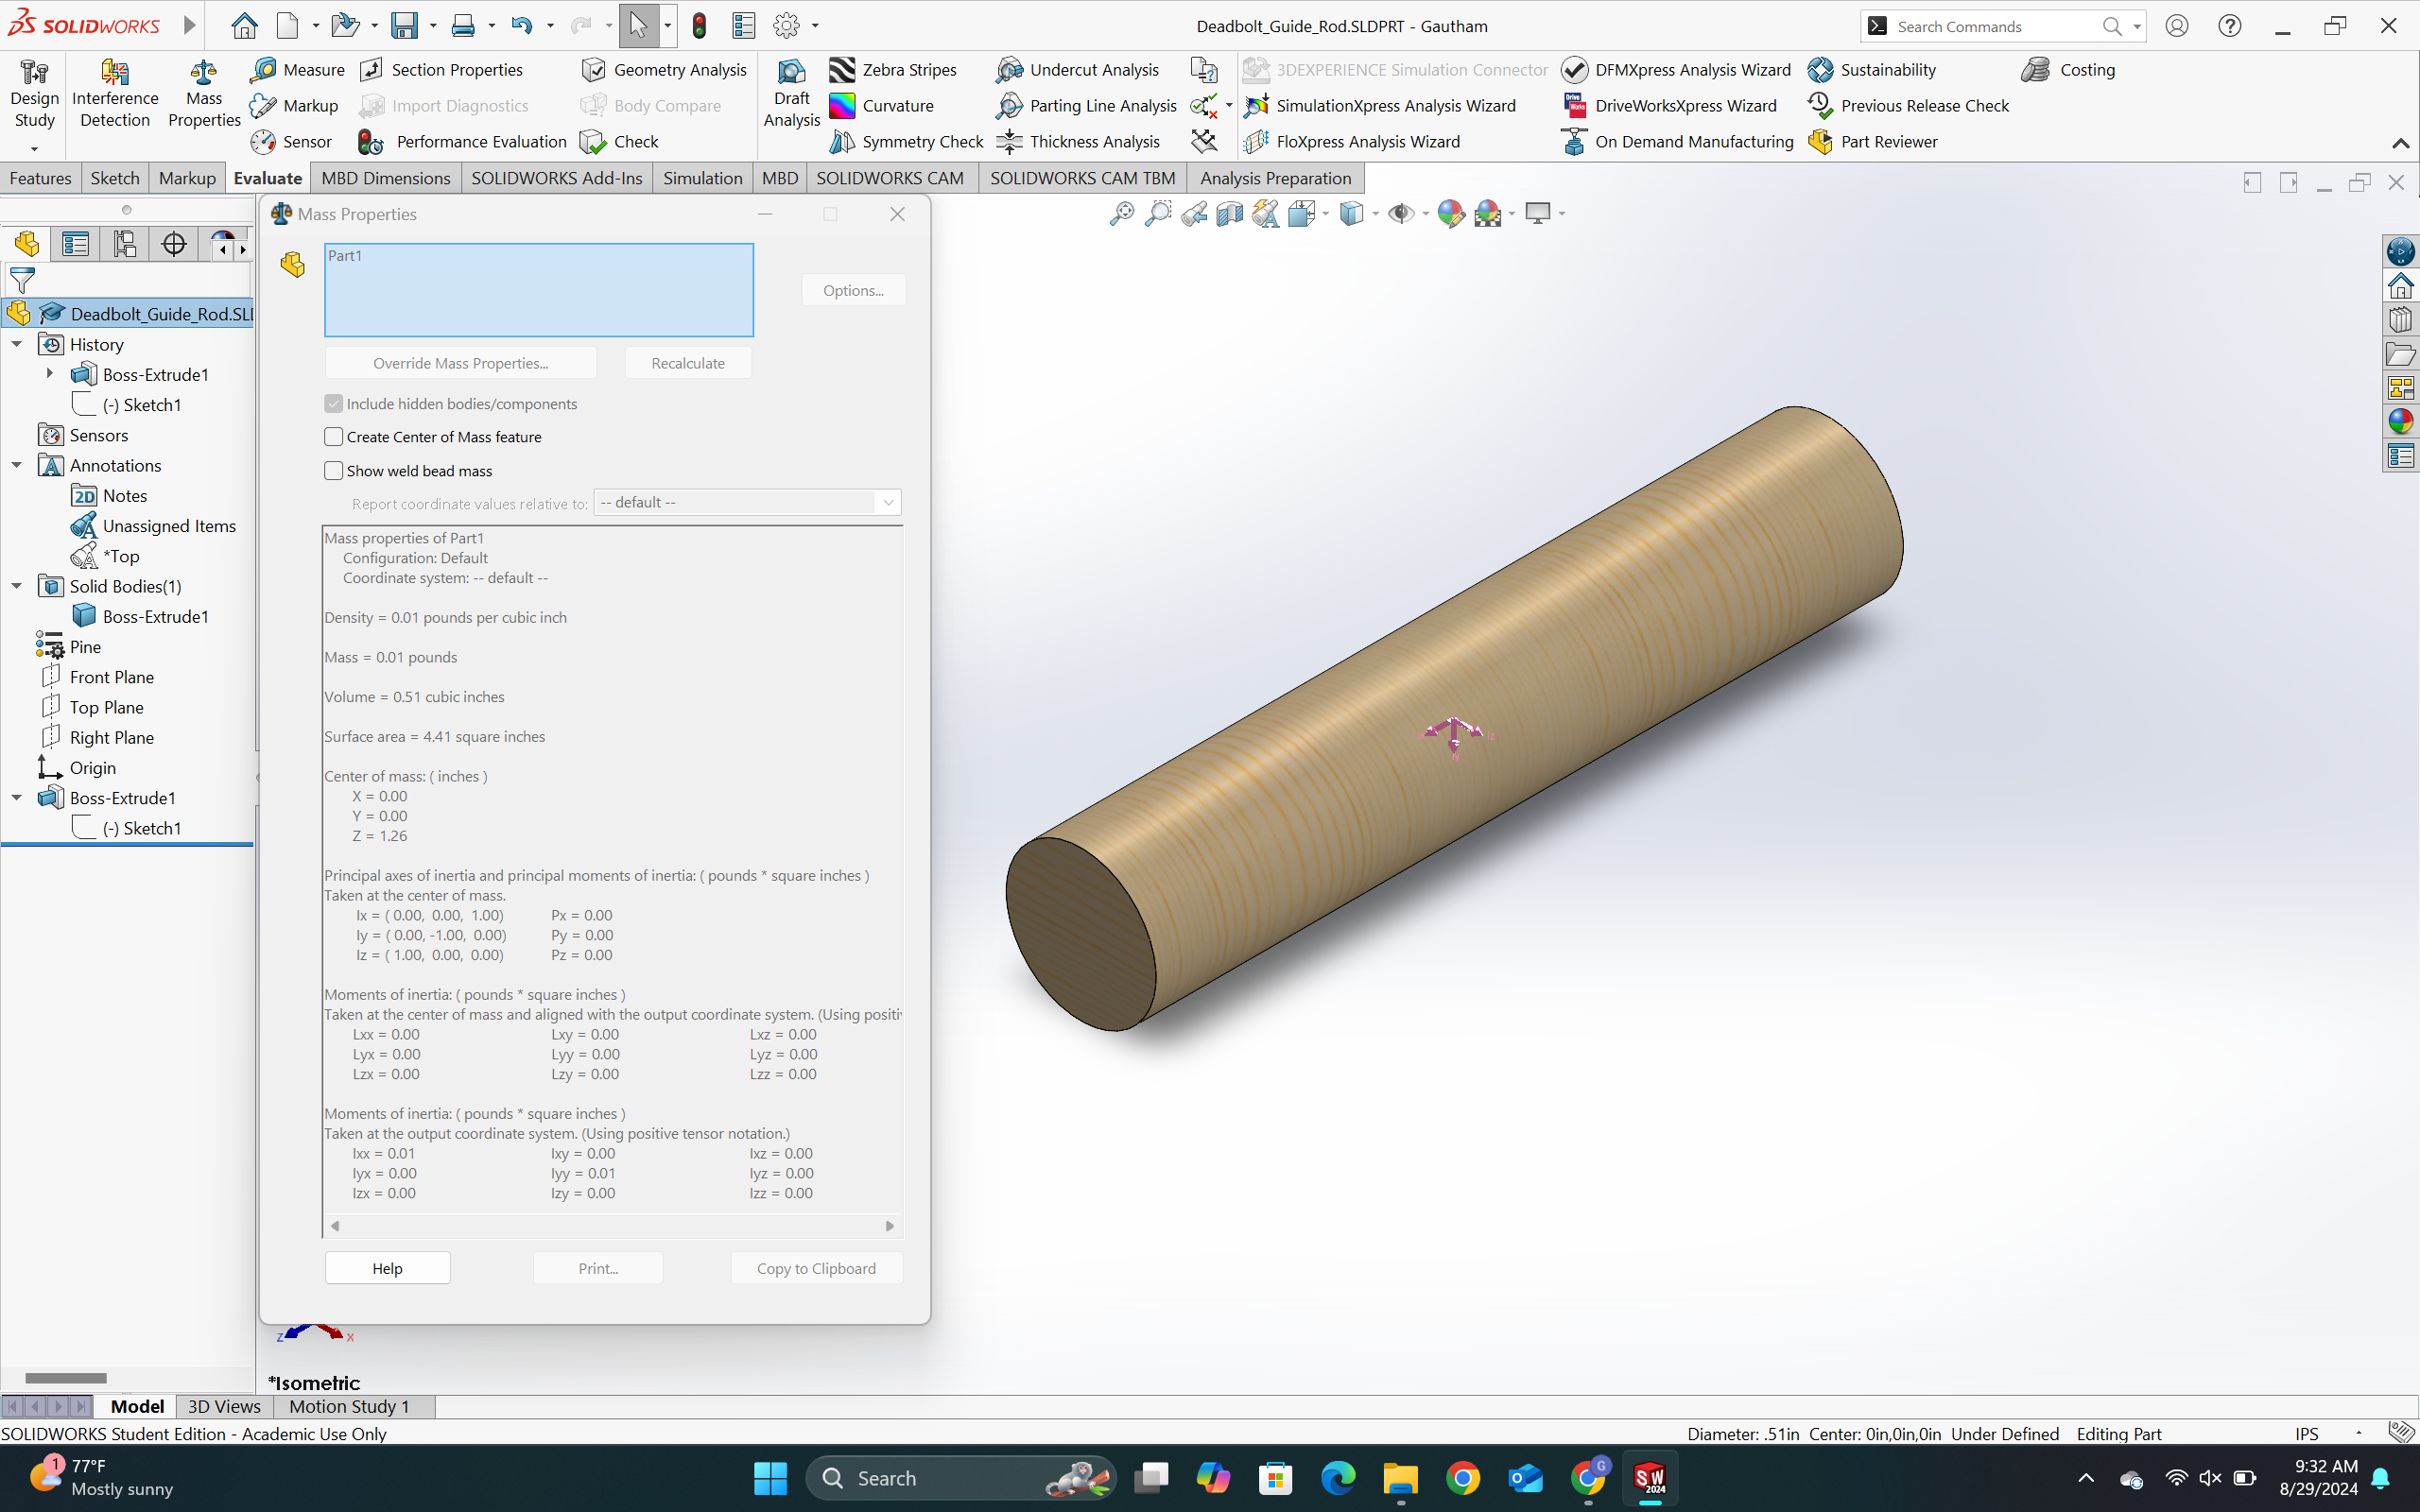 SOLIDWORKS
Deadbolt_Guide_Rod.SLDPRT - Gautham
Search Commands
Design Study
Interference Detection
Mass Properties
Measure
Markup
Sensor
Section Properties
Import Diagnostics
Performance Evaluation
Geometry Analysis
Body Compare
Check
Draft Analysis
Zebra Stripes
Curvature
Symmetry Check
Undercut Analysis
Parting Line Analysis
Thickness Analysis
3DEXPERIENCE Simulation Connector
SimulationXpress Analysis Wizard
FloXpress Analysis Wizard
DFMXpress Analysis Wizard
DriveWorksXpress Wizard
On Demand Manufacturing
Sustainability
Previous Release Check
Part Reviewer
Costing
Features
Sketch
Markup
Evaluate
MBD Dimensions
SOLIDWORKS Add-Ins
Simulation
MBD
SOLIDWORKS CAM
SOLIDWORKS CAM TBM
Analysis Preparation
Deadbolt_Guide_Rod.SL
History
Boss-Extrude1
(-) Sketch1
Sensors
Annotations
Notes
Unassigned Items
*Top
Solid Bodies(1)
Boss-Extrude1
Pine
Front Plane
Top Plane
Right Plane
Origin
Boss-Extrude1
(-) Sketch1
Mass Properties
Part1
Options...
Override Mass Properties...
Recalculate
Include hidden bodies/components
Create Center of Mass feature
Show weld bead mass
Report coordinate values relative to: -- default --
Mass properties of Part1
Configuration: Default
Coordinate system: -- default --
Density = 0.01 pounds per cubic inch
Mass = 0.01 pounds
Volume = 0.51 cubic inches
Surface area = 4.41 square inches
Center of mass: ( inches )
X = 0.00
Y = 0.00
Z = 1.26
Principal axes of inertia and principal moments of inertia: ( pounds * square inches )
Taken at the center of mass.
Ix = ( 0.00, 0.00, 1.00) Px = 0.00
Iy = ( 0.00, -1.00, 0.00) Py = 0.00
Iz = ( 1.00, 0.00, 0.00) Pz = 0.00
Moments of inertia: ( pounds * square inches )
Taken at the center of mass and aligned with the output coordinate system. (Using positi
Lxx = 0.00 Lxy = 0.00 Lxz = 0.00
Lyx = 0.00 Lyy = 0.00 Lyz = 0.00
Lzx = 0.00 Lzy = 0.00 Lzz = 0.00
Moments of inertia: ( pounds * square inches )
Taken at the output coordinate system. (Using positive tensor notation.)
Ixx = 0.01 Ixy = 0.00 Ixz = 0.00
Iyx = 0.00 Iyy = 0.01 Iyz = 0.00
Izx = 0.00 Izy = 0.00 Izz = 0.00
Help
Print...
Copy to Clipboard
Z X
*Isometric
Model
3D Views
Motion Study 1
SOLIDWORKS Student Edition - Academic Use Only
Diameter: .51in Center: 0in,0in,0in Under Defined Editing Part IPS
1
77°F
Mostly sunny
Search
G
SW
2024
9:32 AM
8/29/2024